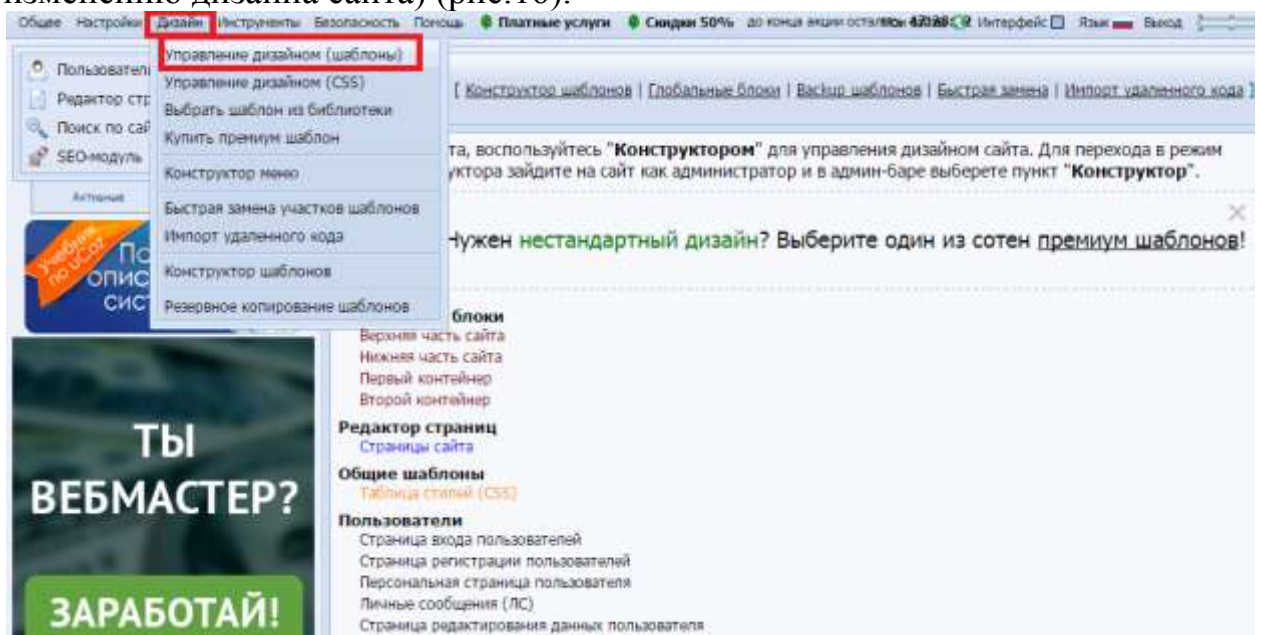 изменению дизайна сайта) (рис.16).
Общее Настройки Дизайн Инструменты Безопасность Помощь Платные услуги Скидки 50% до конца акции Интерфейс Язык Выход
Управление дизайном (шаблоны)
Управление дизайном (CSS)
Выбрать шаблон из библиотеки
Купить премиум шаблон
Конструктор меню
Быстрая замена участков шаблонов
Импорт удаленного кода
Конструктор шаблонов
Резервное копирование шаблонов
Пользовател
Редактор стр
Поиск по сай
SEO-модуль
Активные
[ Конструктор шаблонов | Глобальные блоки | Backup шаблонов | Быстрая замена | Импорт удаленного кода ]
та, воспользуйтесь "Конструктором" для управления дизайном сайта. Для перехода в режим
уктора зайдите на сайт как администратор и в админ-баре выберете пункт "Конструктор".
Нужен нестандартный дизайн? Выберите один из сотен премиум шаблонов!
Учебник
по uCoz
По
опис
сис
блоки
Верхняя часть сайта
Нижняя часть сайта
Первый контейнер
Второй контейнер
Редактор страниц
Страницы сайта
Общие шаблоны
Таблица стилей (CSS)
Пользователи
Страница входа пользователей
Страница регистрации пользователей
Персональная страница пользователя
Личные сообщения (ЛС)
Страница редактирования данных пользователя
ТЫ
ВЕБМАСТЕР?
ЗАРАБОТАЙ!